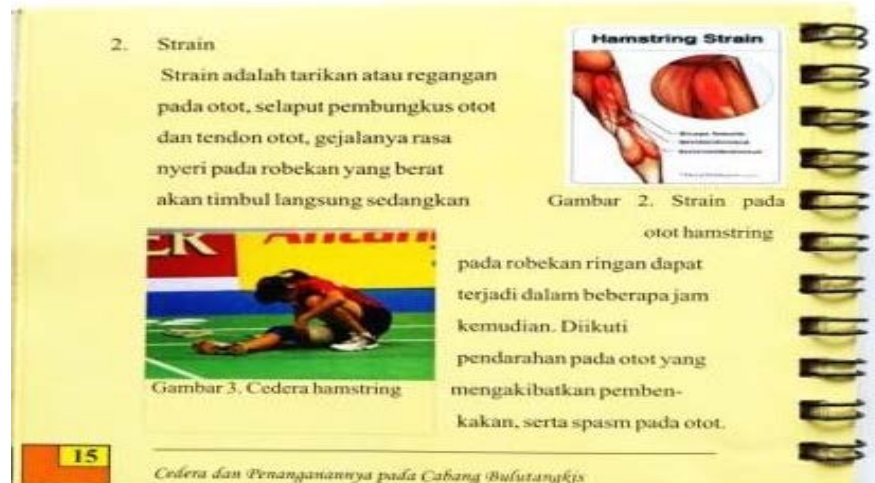 2. Strain
Strain adalah tarikan atau regangan
pada otot, selaput pembungkus otot
dan tendon otot, gejalanya rasa
nyeri pada robekan yang berat
akan timbul langsung sedangkan
Hamstring Strain
Gambar 2. Strain pada
otot hamstring
Gambar 3. Cedera hamstring
pada robekan ringan dapat
terjadi dalam beberapa jam
kemudian. Diikuti
pendarahan pada otot yang
mengakibatkan pemben-
kakan, serta spasm pada otot.
15
Cedera dan Penanganannya pada Cabang Bulutangkis